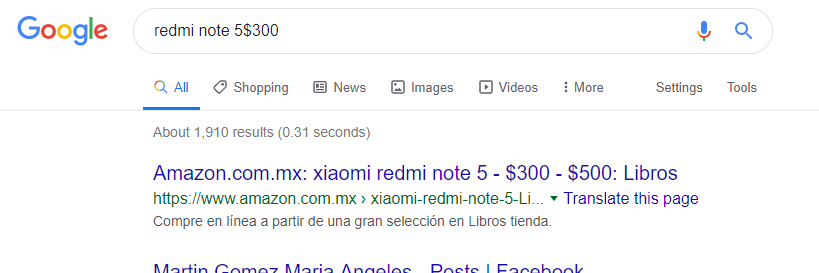 Google redmi note 5$300
All Shopping News Images Videos More Settings Tools
About 1,910 results (0.31 seconds)
Amazon.com.mx: xiaomi redmi note 5 - $300 - $500: Libros
https://www.amazon.com.mx › xiaomi-redmi-note-5-Li... Translate this page
Compre en línea a partir de una gran selección en Libros tienda.
Martin Gomez Maria Angeles - Posts | Facebook